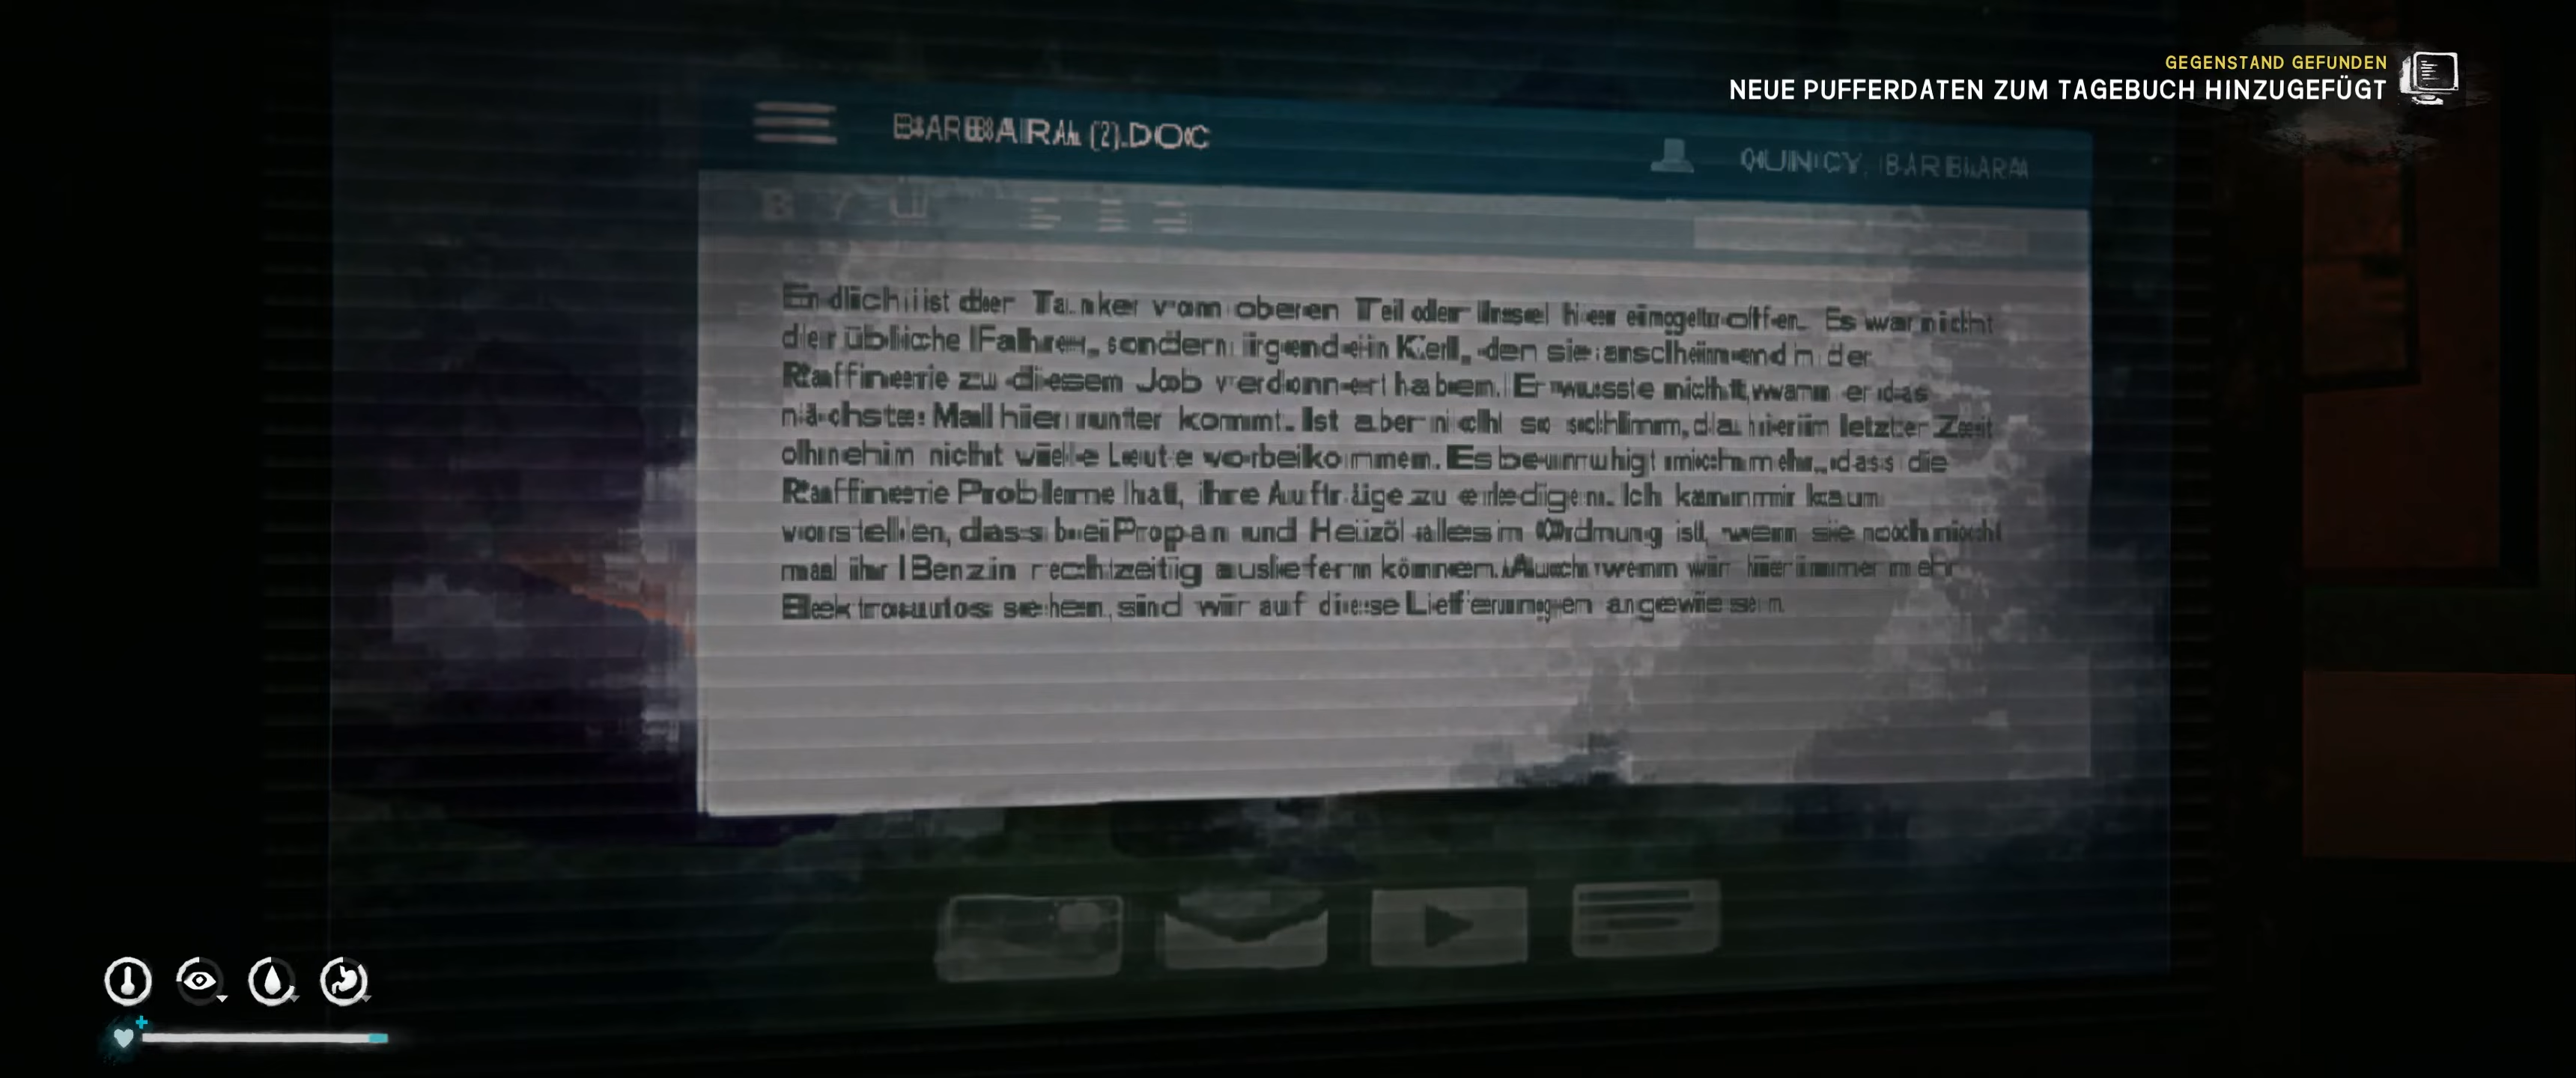 GEGENSTAND GEFUNDEN
NEUE PUFFERDATEN ZUM TAGEBUCH HINZUGEFÜGT
BARBARA (2).DOC
QUINCY, BARBARA
B I U
Endlich ist der Tanker vom oberen Teil der Insel hier eingetroffen. Es war nicht
der übliche Fahrer, sondern irgendein Kerl, den sie anscheinend in der
Raffinerie zu diesem Job verdonnert haben. Er wusste nicht, wann er das
nächste Mal hier runter kommt. Ist aber nicht so schlimm, da hier in letzter Zeit
ohnehin nicht viele Leute vorbeikommen. Es beunruhigt mich mehr, dass die
Raffinerie Probleme hat, ihre Aufträge zu erledigen. Ich kann mir kaum
vorstellen, dass bei Propan und Heizöl alles in Ordnung ist, wenn sie noch nicht
mal ihr Benzin rechtzeitig ausliefern können. Auch wenn wir hier immer mehr
Elektroautos sehen, sind wir auf diese Lieferungen angewiesen.